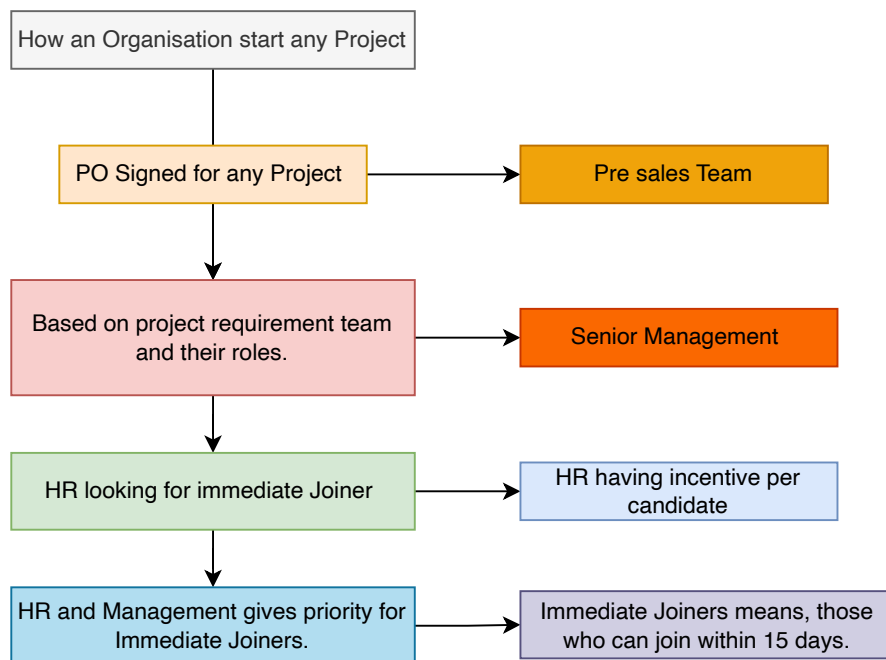 How an Organisation start any Project
PO Signed for any Project
Pre sales Team
Based on project requirement team
and their roles.
Senior Management
HR looking for immediate Joiner
HR having incentive per
candidate
HR and Management gives priority for
Immediate Joiners.
Immediate Joiners means, those
who can join within 15 days.